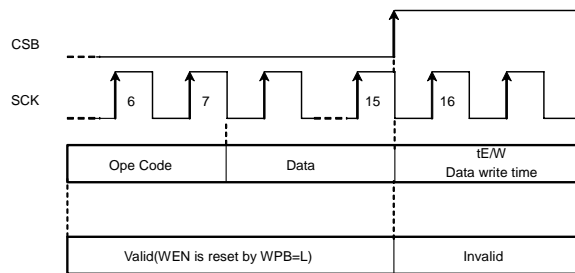 CSB
SCK
6
7
15
16
Ope Code
Data
tE/W
Data write time
Valid(WEN is reset by WPB=L)
Invalid